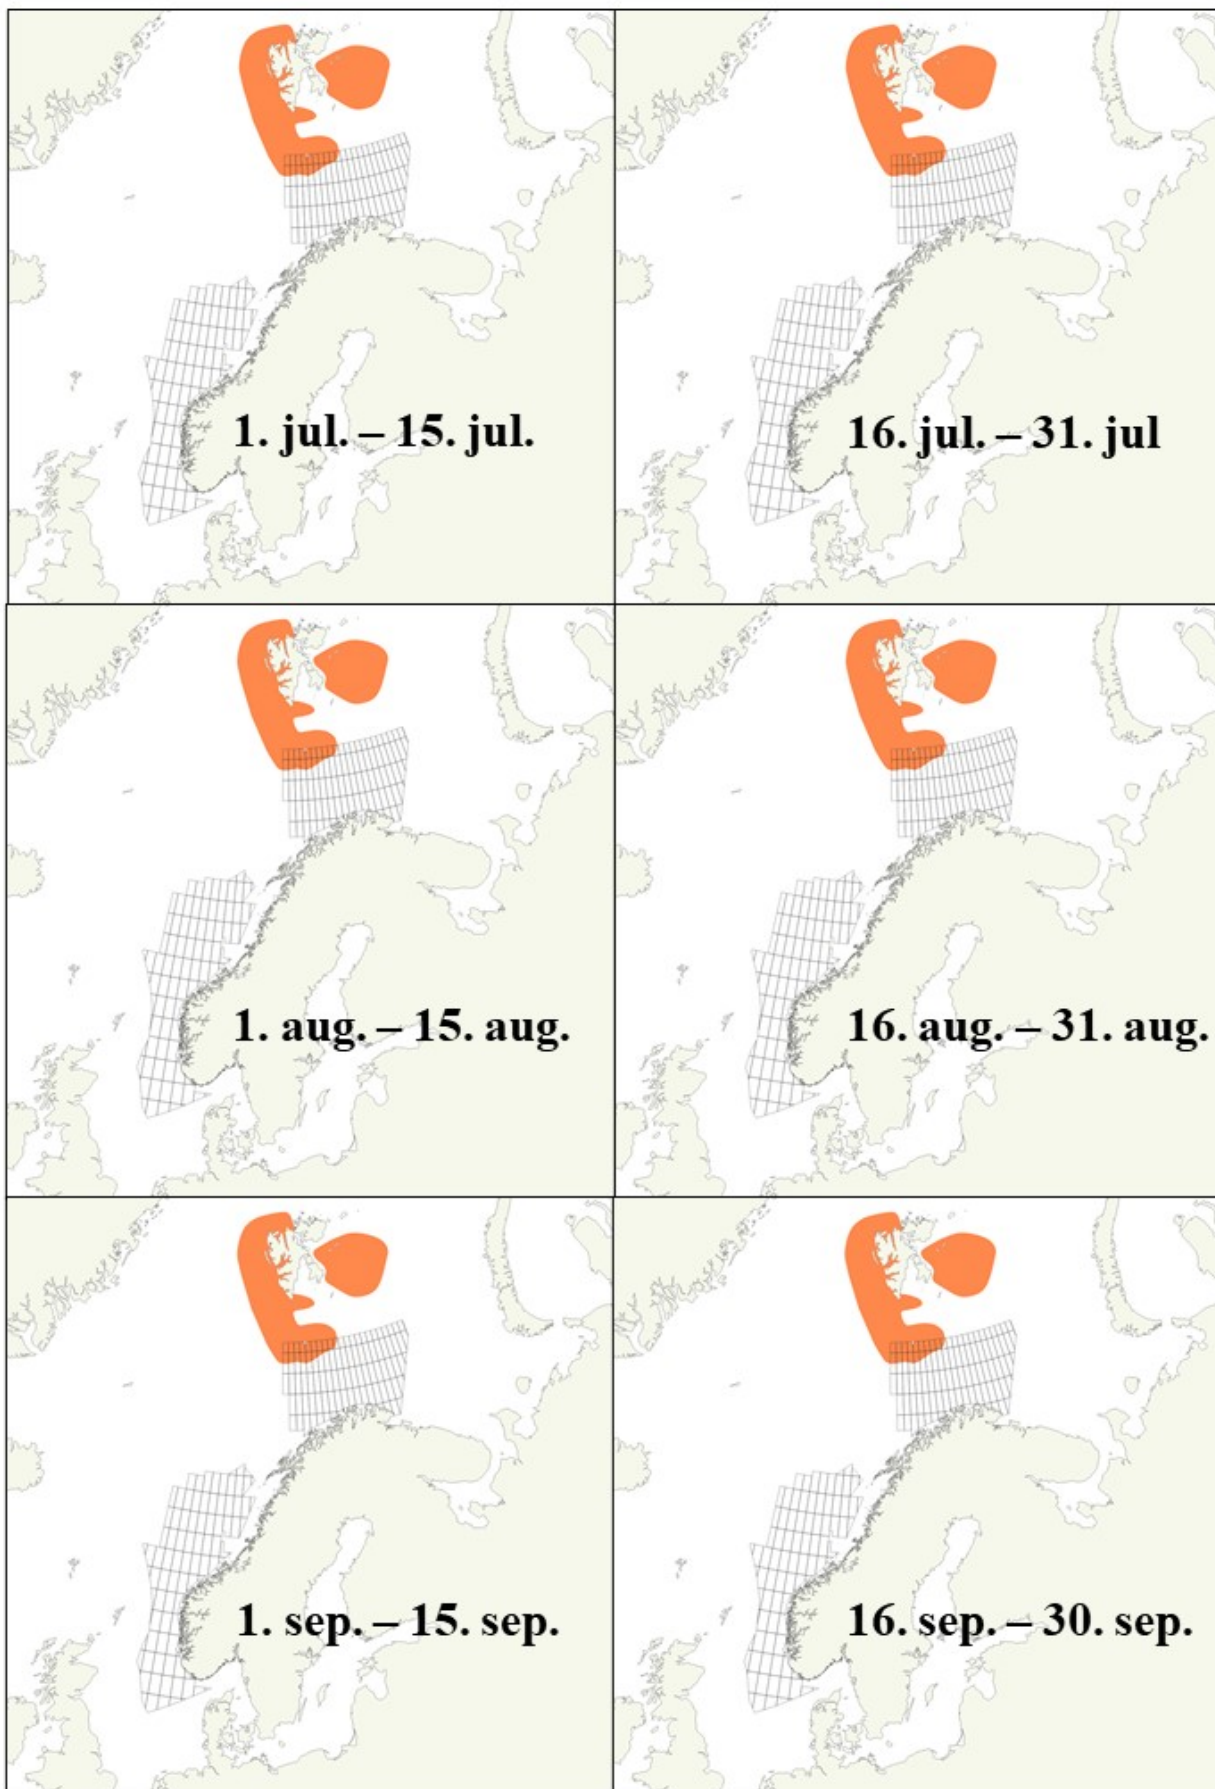 1. jul. – 15. jul.
16. jul. – 31. jul
1. aug. – 15. aug.
16. aug. – 31. aug.
1. sep. – 15. sep.
16. sep. – 30. sep.